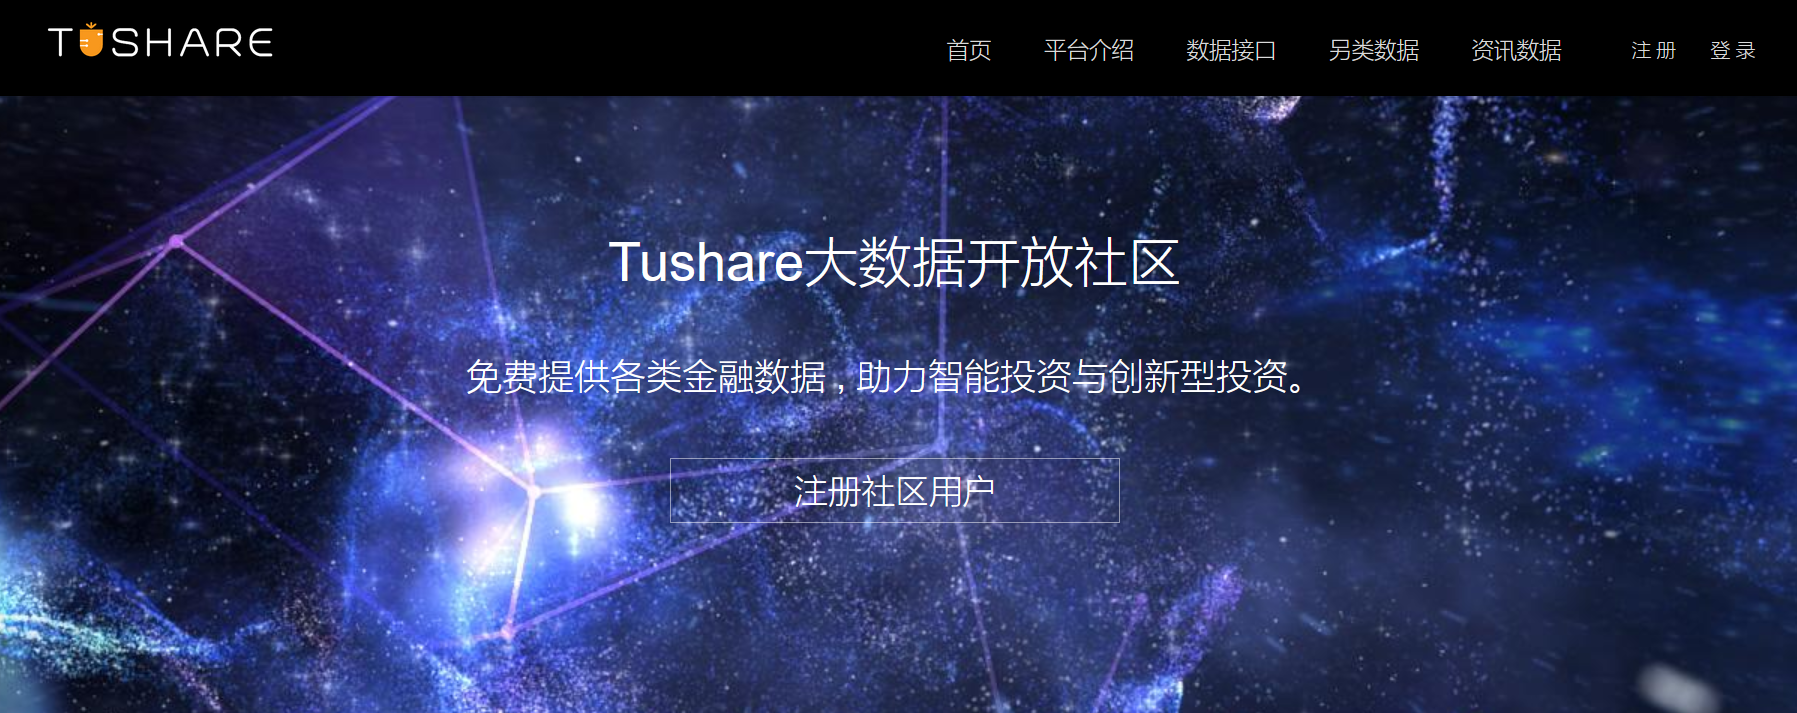 TUSHARE
首页 平台介绍 数据接口 另类数据 资讯数据 注 册 登 录
Tushare大数据开放社区
免费提供各类金融数据，助力智能投资与创新型投资。
注册社区用户